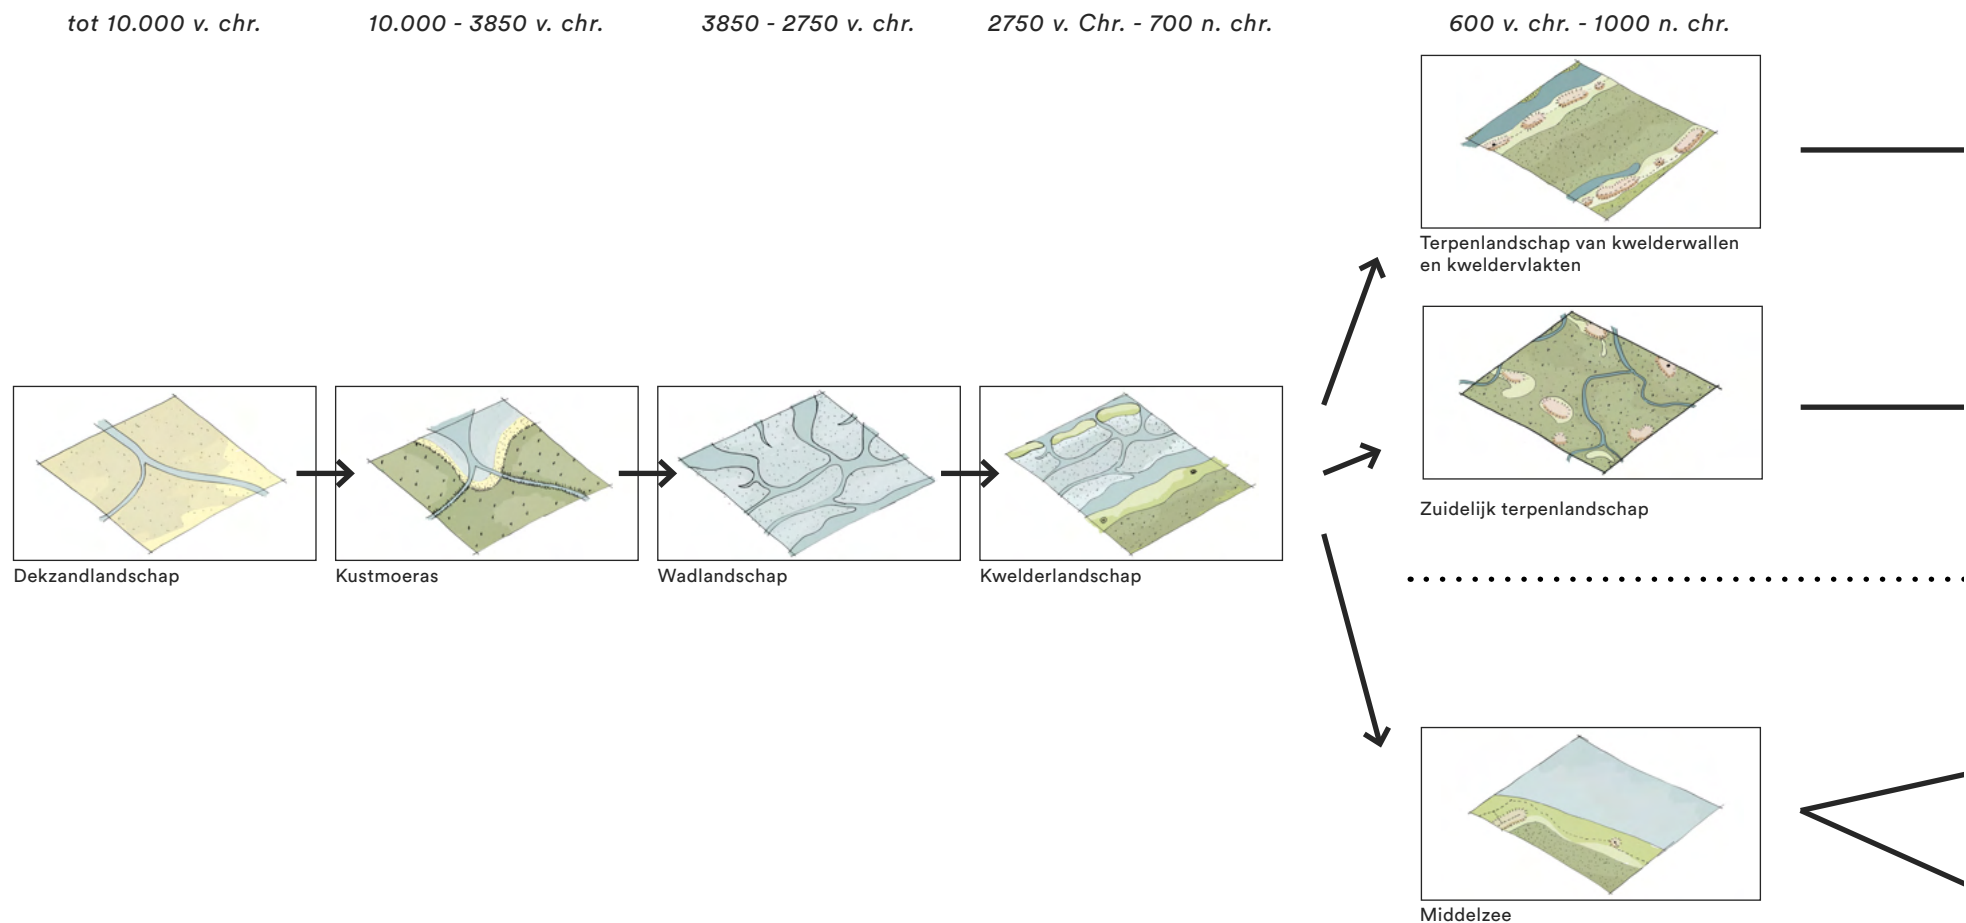 tot 10.000 v. chr.
10.000 - 3850 v. chr.
3850 - 2750 v. chr.
2750 v. Chr. - 700 n. chr.
600 v. chr. - 1000 n. chr.
Terpenlandschap van kwelderwallen
en kweldervlakten
Zuidelijk terpenlandschap
Dekzandlandschap
Kustmoeras
Wadlandschap
Kwelderlandschap
Middelzee